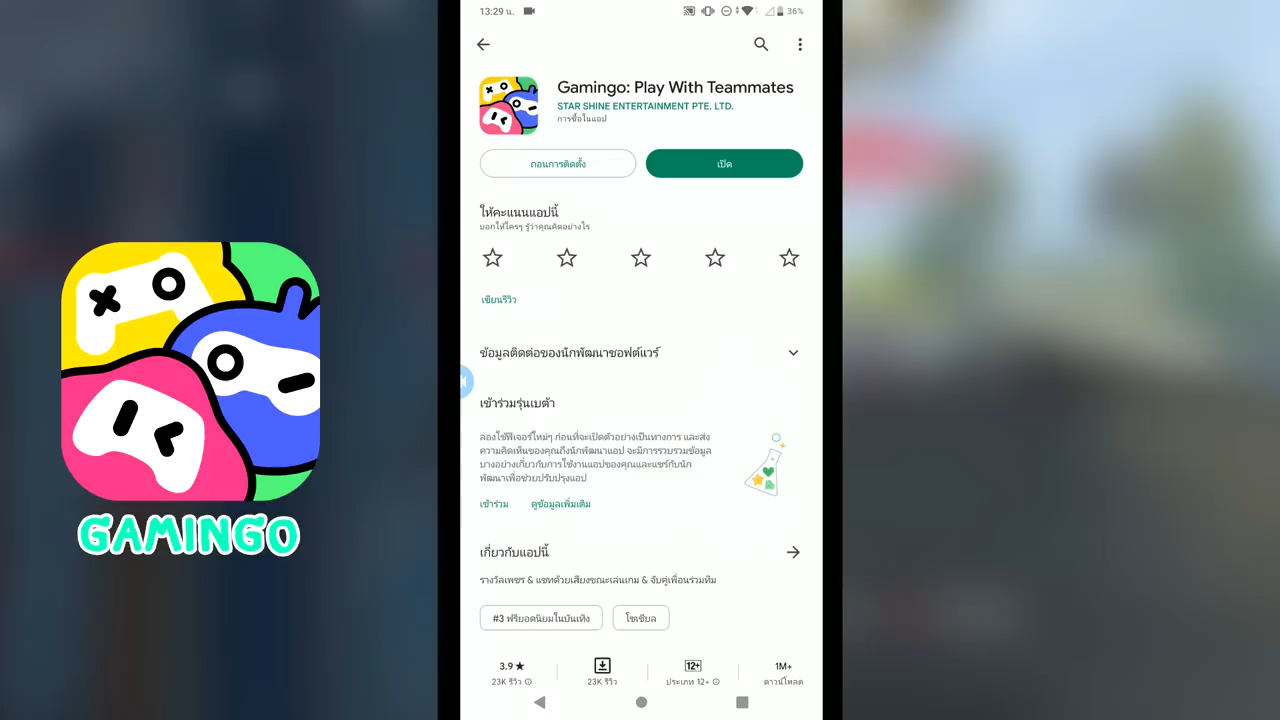 13:29 น.
36%
Gamingo: Play With Teammates
STAR SHINE ENTERTAINMENT PTE. LTD.
การซื้อในแอป
ถอนการติดตั้ง
เปิด
ให้คะแนนแอปนี้
บอกให้ใครๆ รู้ว่าคุณคิดอย่างไร
เขียนรีวิว
ข้อมูลติดต่อของนักพัฒนาซอฟต์แวร์
เข้าร่วมรุ่นเบต้า
ลองใช้ฟีเจอร์ใหม่ๆ ก่อนที่จะเปิดตัวอย่างเป็นทางการ และส่ง
ความคิดเห็นของคุณถึงนักพัฒนาแอป จะมีการรวบรวมข้อมูล
บางอย่างเกี่ยวกับการใช้งานแอปของคุณและแชร์กับนัก
พัฒนาเพื่อช่วยปรับปรุงแอป
เข้าร่วม
ดูข้อมูลเพิ่มเติม
GAMINGO
เกี่ยวกับแอปนี้
รางวัลเพชร & แชทด้วยเสียงขณะเล่นเกม & จับคู่เพื่อนร่วมทีม
#3 ฟรียอดนิยมในบันเทิง
โซเชียล
3.9 ★
12+
1M+
23K รีวิว
23K รีวิว
ประเภท 12+
ดาวน์โหลด